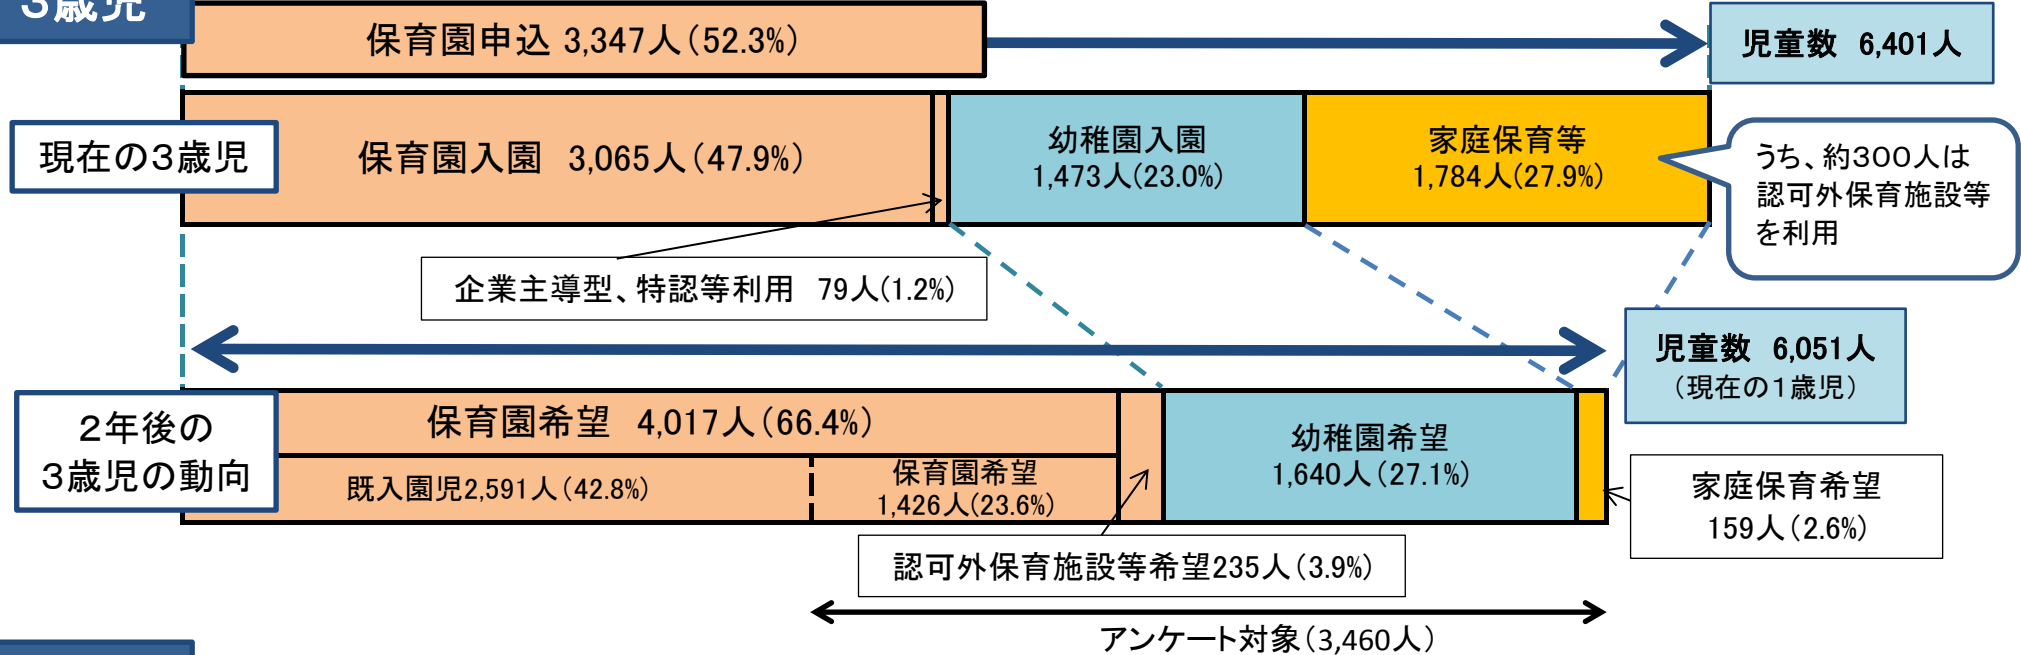 3歳児
保育園申込 3,347人(52.3%)
児童数 6,401人
現在の3歳児
保育園入園 3,065人(47.9%)
幼稚園入園
1,473人(23.0%)
家庭保育等
1,784人(27.9%)
うち、約300人は
認可外保育施設等
を利用
企業主導型、特認等利用 79人(1.2%)
児童数 6,051人
(現在の1歳児)
2年後の
3歳児の動向
保育園希望 4,017人(66.4%)
既入園児2,591人(42.8%)
保育園希望
1,426人(23.6%)
幼稚園希望
1,640人(27.1%)
家庭保育希望
159人(2.6%)
認可外保育施設等希望235人(3.9%)
アンケート対象(3,460人)